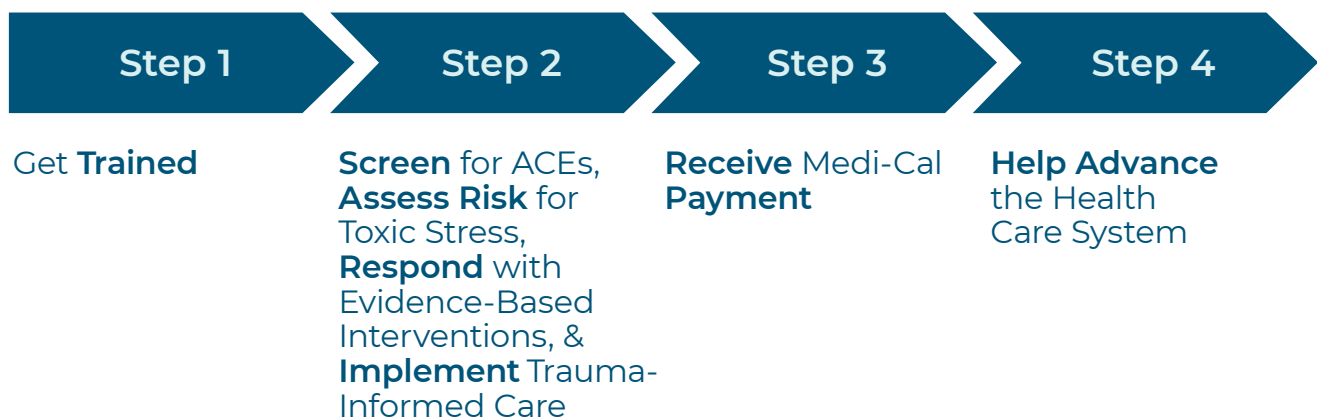 Step 1
Step 2
Step 3
Step 4
Get Trained
Screen for ACEs,
Assess Risk for
Toxic Stress,
Respond with
Evidence-Based
Interventions, &
Implement Trauma-
Informed Care
Receive Medi-Cal
Payment
Help Advance
the Health
Care System